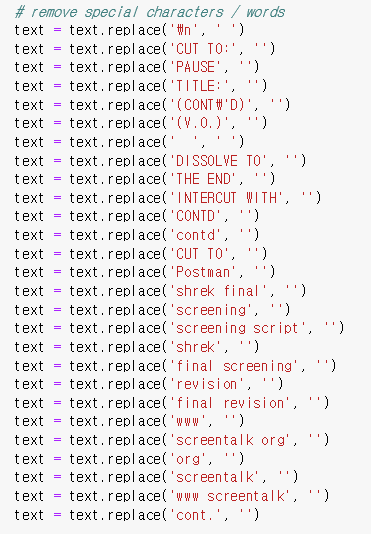 # remove special characters / words
text = text.replace('₩n', ' ')
text = text.replace('CUT TO:', '')
text = text.replace('PAUSE', '')
text = text.replace('TITLE:', '')
text = text.replace('(CONT₩'D)', '')
text = text.replace('(V.O.)', '')
text = text.replace('  ', ' ')
text = text.replace('DISSOLVE TO', '')
text = text.replace('THE END', '')
text = text.replace('INTERCUT WITH', '')
text = text.replace('CONTD', '')
text = text.replace('contd', '')
text = text.replace('CUT TO', '')
text = text.replace('Postman', '')
text = text.replace('shrek final', '')
text = text.replace('screening', '')
text = text.replace('screening script', '')
text = text.replace('shrek', '')
text = text.replace('final screening', '')
text = text.replace('revision', '')
text = text.replace('final revision', '')
text = text.replace('www', '')
text = text.replace('screentalk org', '')
text = text.replace('org', '')
text = text.replace('screentalk', '')
text = text.replace('www screentalk', '')
text = text.replace('cont.', '')